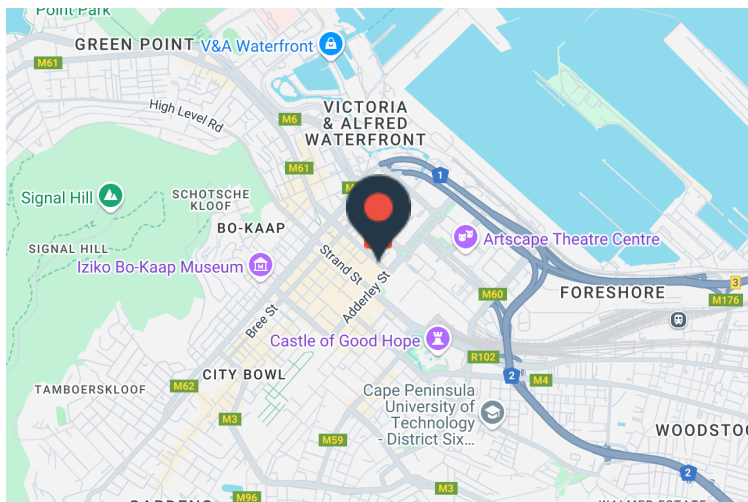 Point Park
GREEN POINT
V&A Waterfront
M61
High Level Rd
VICTORIA
& ALFRED
WATERFRONT
M6
M61
1
Signal Hill
SCHOTSCHE
KLOOF
BO-KAAP
Artscape Theatre Centre
SIGNAL HILL
Iziko Bo-Kaap Museum
Strand St
Adderley St
M60
FORESHORE
3
M176
Bree St
Castle of Good Hope
R102
CITY BOWL
2
M4
TAMBOERSKLOOF
M62
Cape Peninsula
University of
Technology
- District Six...
M3
M59
WOODSTOC
2
M3
M96